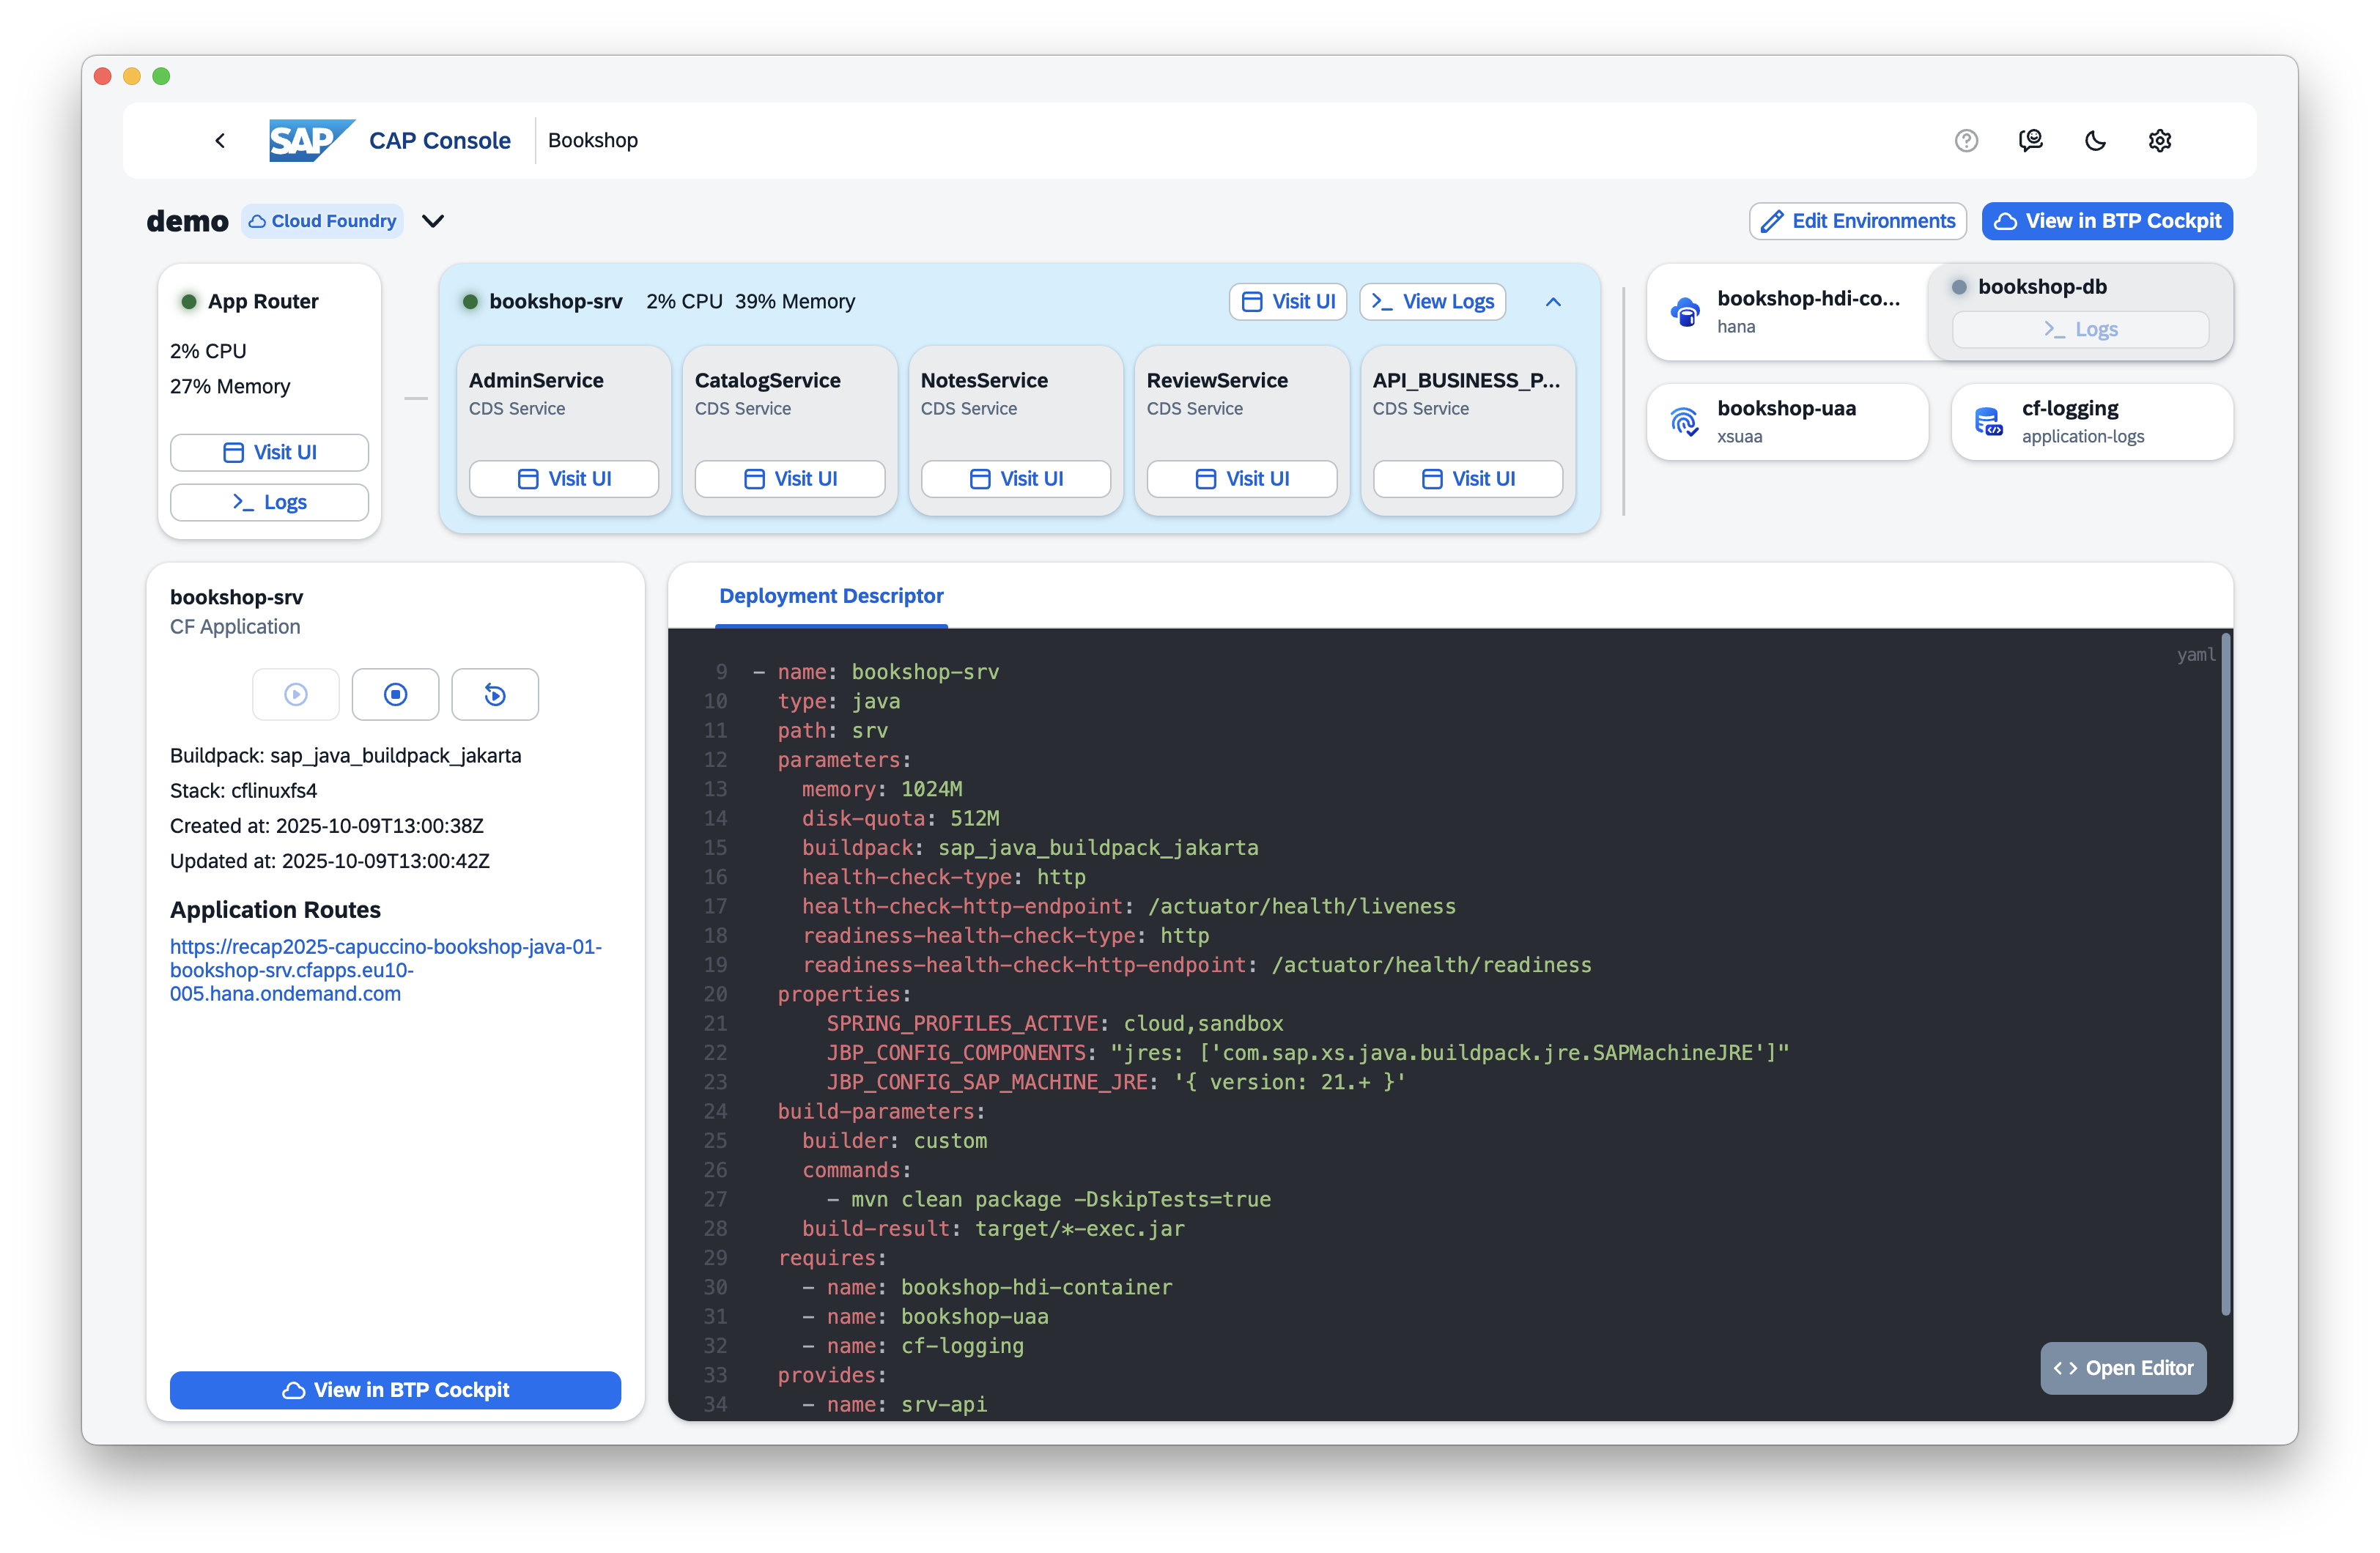 SAP CAP Console Bookshop
demo Cloud Foundry
Edit Environments View in BTP Cockpit
App Router
2% CPU
27% Memory
Visit UI
>_ Logs
bookshop-srv 2% CPU 39% Memory
Visit UI >_ View Logs
AdminService
CDS Service
Visit UI
CatalogService
CDS Service
Visit UI
NotesService
CDS Service
Visit UI
ReviewService
CDS Service
Visit UI
API_BUSINESS_P...
CDS Service
Visit UI
bookshop-hdi-co...
hana
bookshop-db
>_ Logs
bookshop-uaa
xsuaa
cf-logging
application-logs
bookshop-srv
CF Application
Buildpack: sap_java_buildpack_jakarta
Stack: cflinuxfs4
Created at: 2025-10-09T13:00:38Z
Updated at: 2025-10-09T13:00:42Z
Application Routes
https://recap2025-capuccino-bookshop-java-01-
bookshop-srv.cfapps.eu10-
005.hana.ondemand.com
View in BTP Cockpit
Deployment Descriptor
yaml
9 - name: bookshop-srv
10 type: java
11 path: srv
12 parameters:
13 memory: 1024M
14 disk-quota: 512M
15 buildpack: sap_java_buildpack_jakarta
16 health-check-type: http
17 health-check-http-endpoint: /actuator/health/liveness
18 readiness-health-check-type: http
19 readiness-health-check-http-endpoint: /actuator/health/readiness
20 properties:
21 SPRING_PROFILES_ACTIVE: cloud,sandbox
22 JBP_CONFIG_COMPONENTS: "jres: ['com.sap.xs.java.buildpack.jre.SAPMachineJRE']"
23 JBP_CONFIG_SAP_MACHINE_JRE: '{ version: 21.+ }'
24 build-parameters:
25 builder: custom
26 commands:
27 - mvn clean package -DskipTests=true
28 build-result: target/*-exec.jar
29 requires:
30 - name: bookshop-hdi-container
31 - name: bookshop-uaa
32 - name: cf-logging
33 provides:
34 - name: srv-api
Open Editor